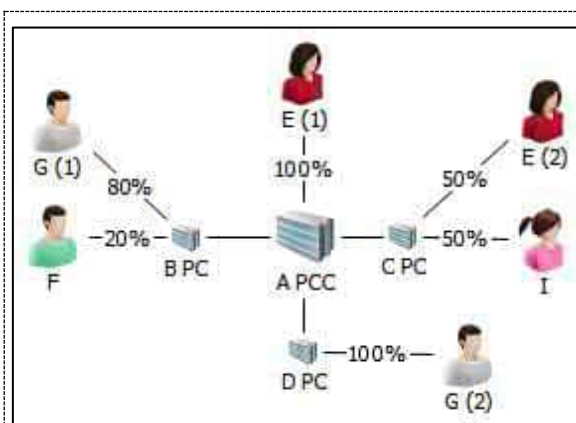 E (1)
G (1)
E (2)
100%
80%
50%
20%
50%
F
B PC
A PCC
C PC
I
100%
D PC
G (2)